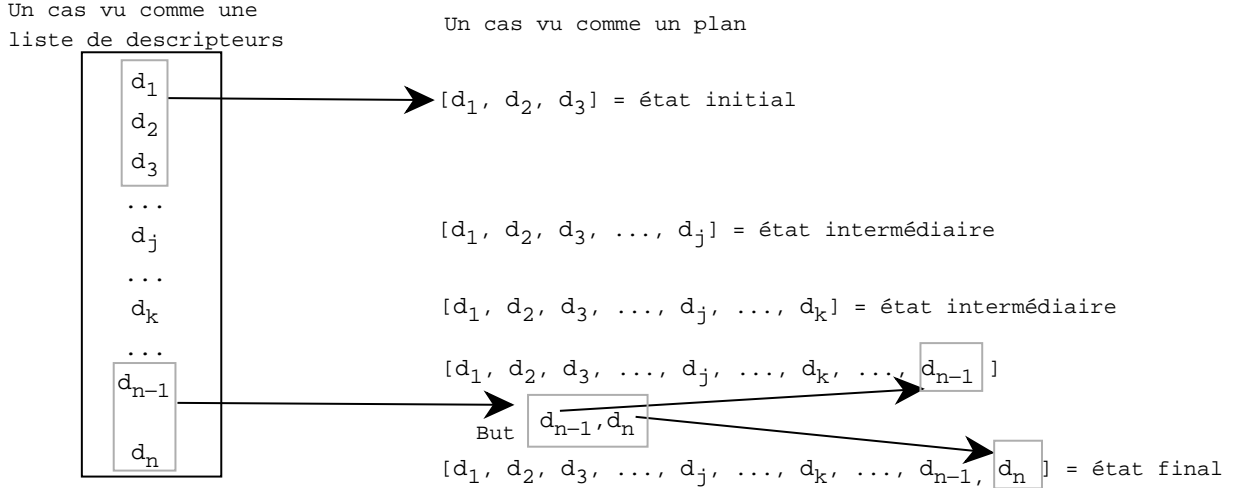 Un cas vu comme une
liste de descripteurs
Un cas vu comme un plan
d1
d2
d3
...
dj
...
dk
...
dn−1
dn
[d1, d2, d3] = état initial
[d1, d2, d3, ..., dj] = état intermédiaire
[d1, d2, d3, ..., dj, ..., dk] = état intermédiaire
[d1, d2, d3, ..., dj, ..., dk, ..., dn−1 ]
But dn−1,dn
[d1, d2, d3, ..., dj, ..., dk, ..., dn−1, dn ] = état final